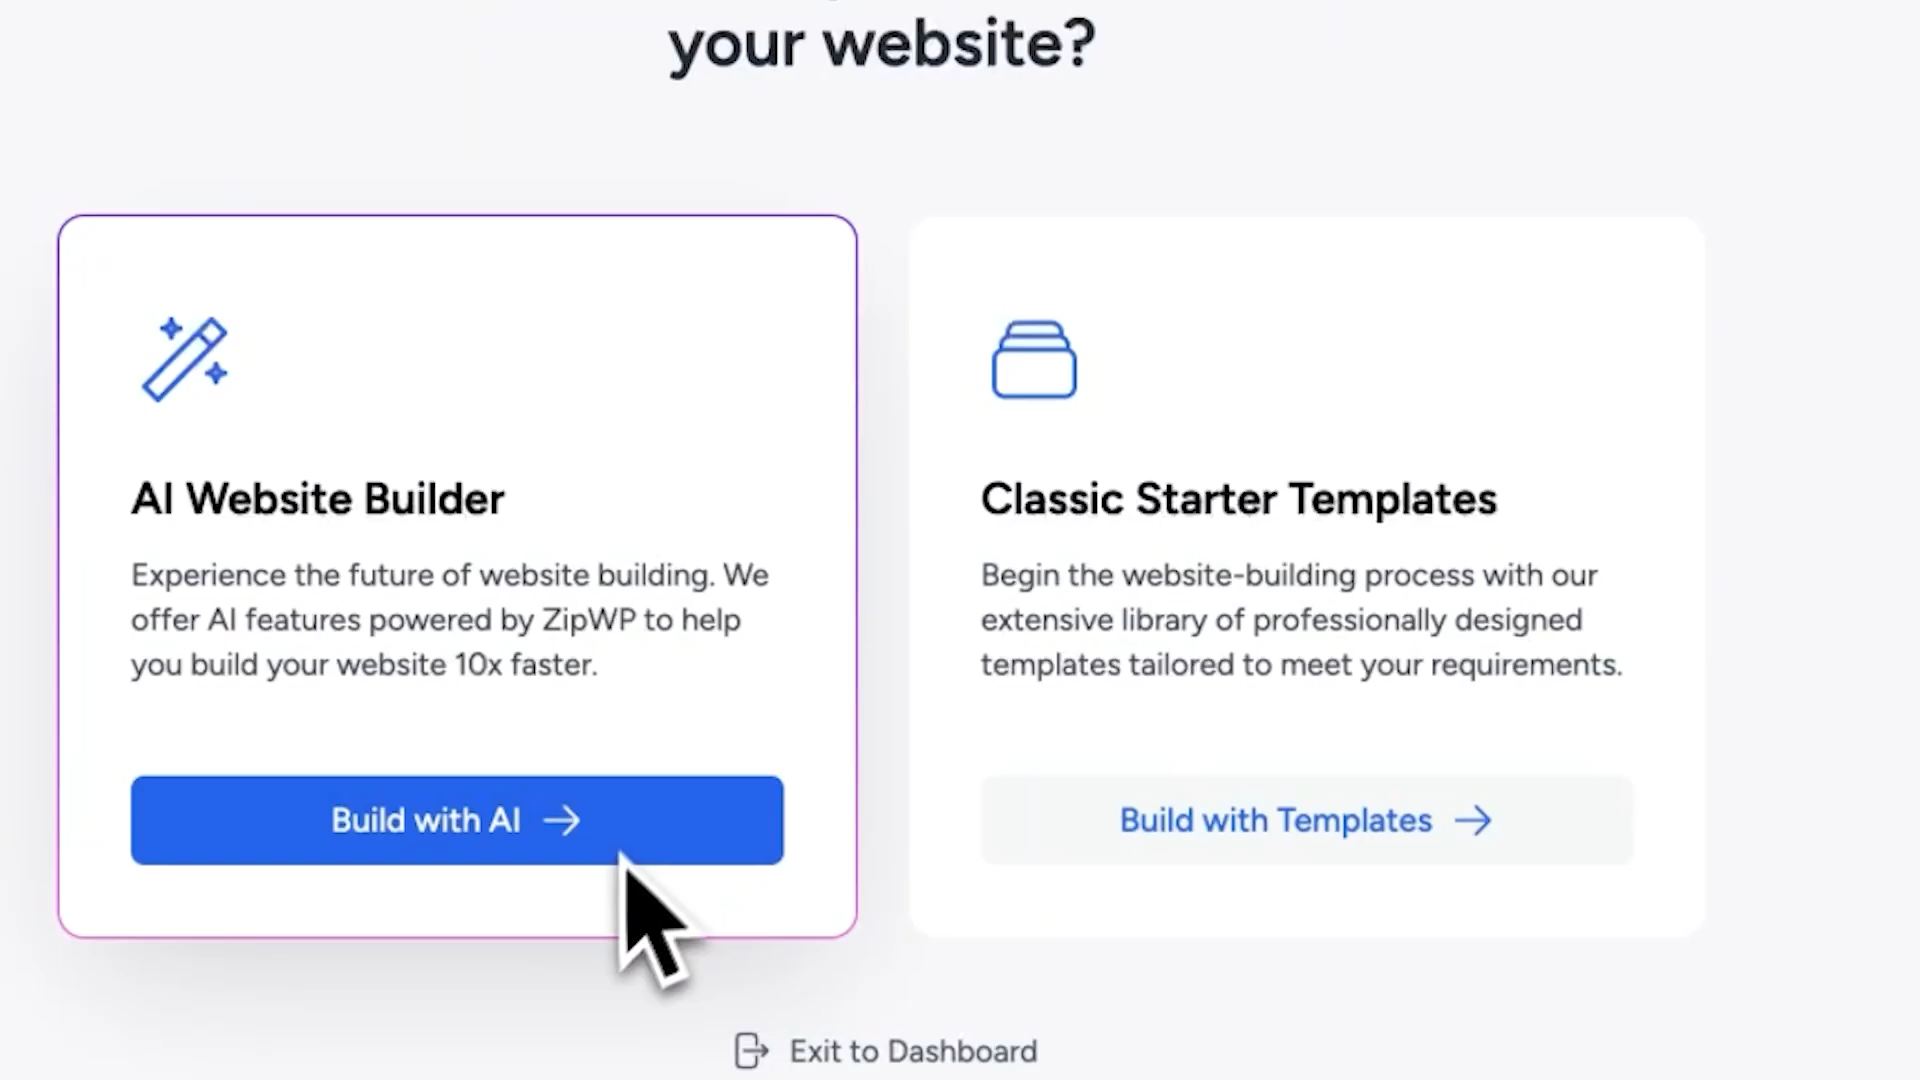 your website?
AI Website Builder
Experience the future of website building. We
offer AI features powered by ZipWP to help
you build your website 10x faster.
Build with AI
Classic Starter Templates
Begin the website-building process with our
extensive library of professionally designed
templates tailored to meet your requirements.
Build with Templates
Exit to Dashboard